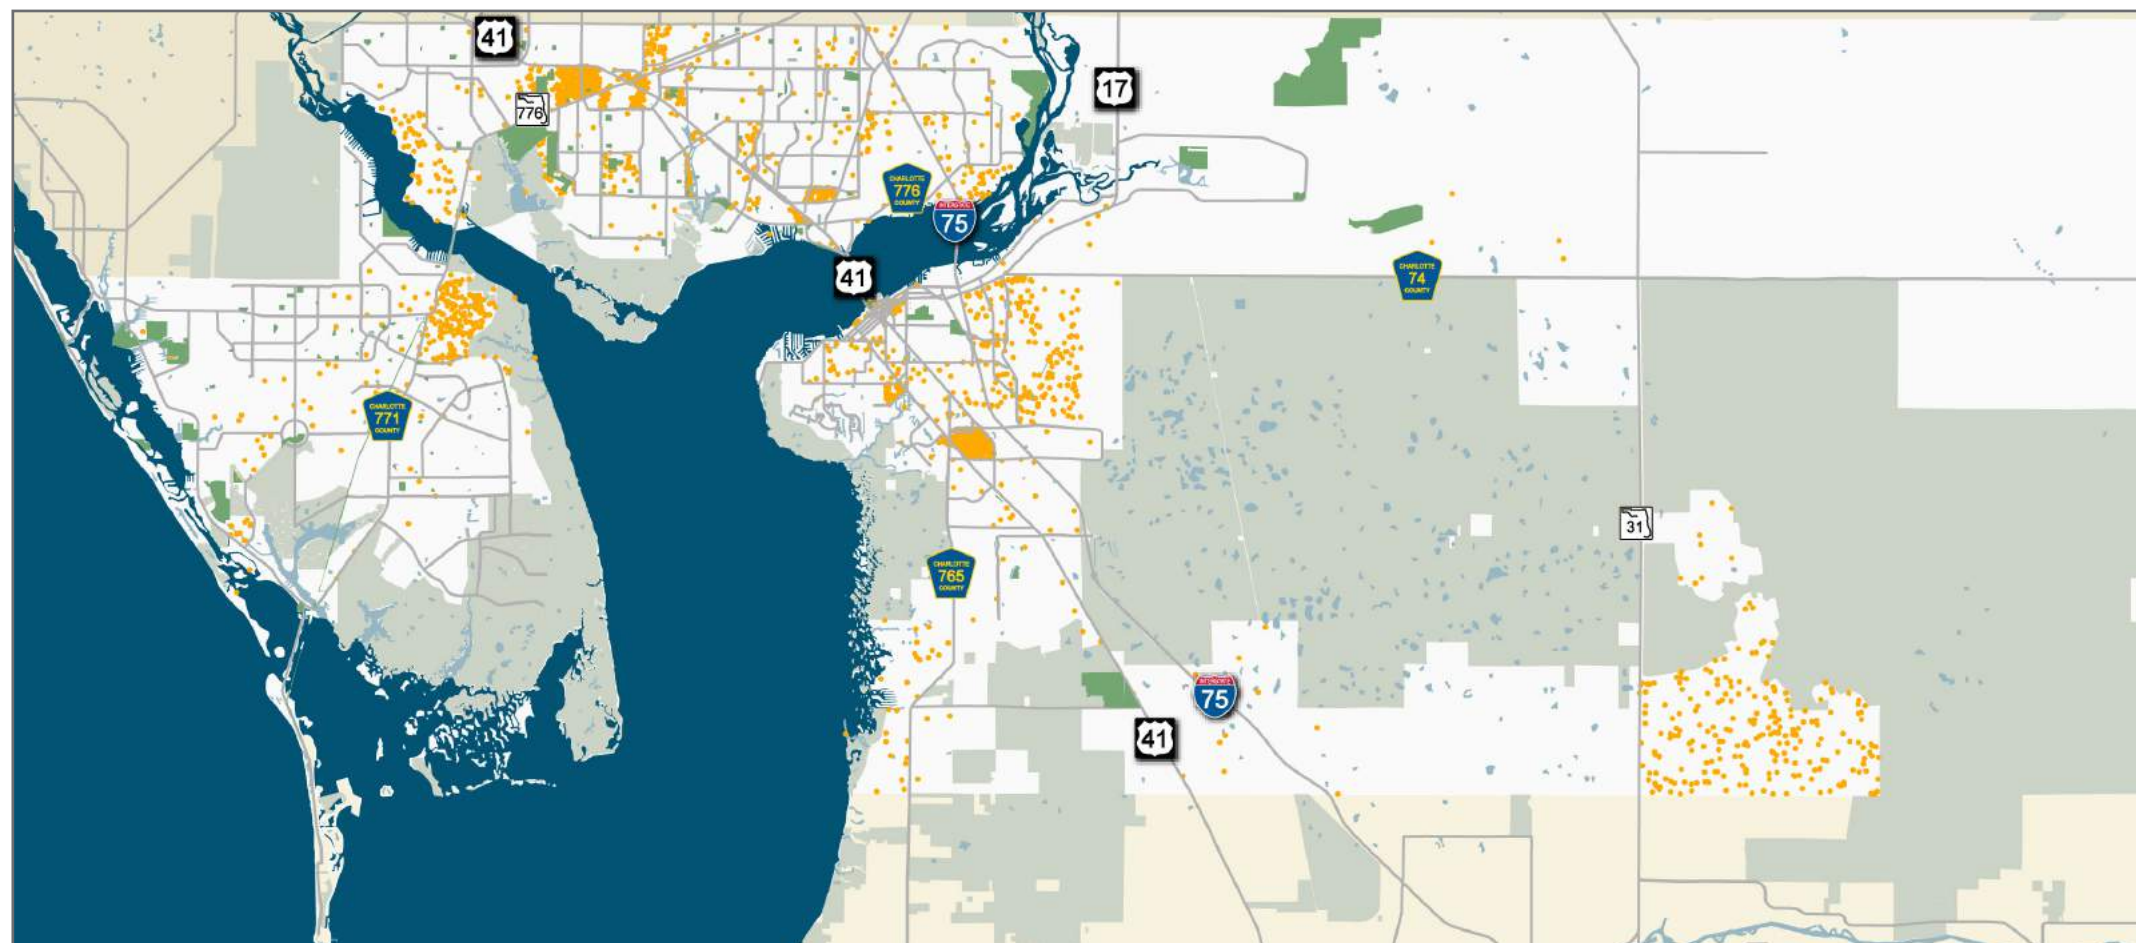 41
17
776
CHARLOTTE
776
COUNTY
INTERSTATE
75
41
CHARLOTTE
74
COUNTY
CHARLOTTE
771
COUNTY
31
CHARLOTTE
765
COUNTY
INTERSTATE
75
41